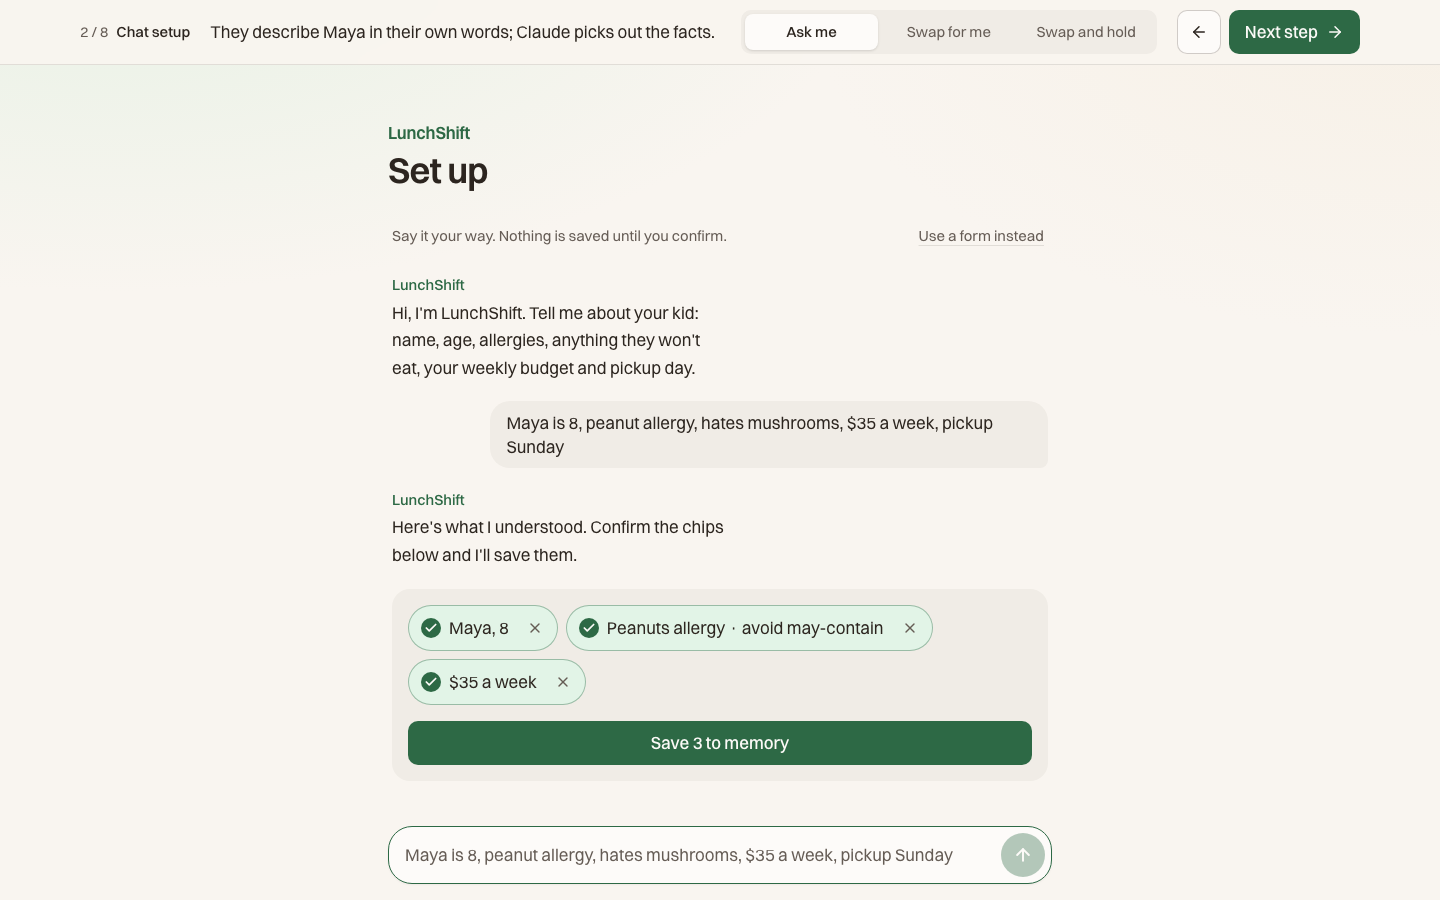 2 / 8 Chat setup They describe Maya in their own words; Claude picks out the facts. Ask me Swap for me Swap and hold Next step
LunchShift
Set up
Say it your way. Nothing is saved until you confirm. Use a form instead
LunchShift
Hi, I'm LunchShift. Tell me about your kid:
name, age, allergies, anything they won't
eat, your weekly budget and pickup day.
Maya is 8, peanut allergy, hates mushrooms, $35 a week, pickup
Sunday
LunchShift
Here's what I understood. Confirm the chips
below and I'll save them.
Maya, 8 Peanuts allergy · avoid may-contain
$35 a week
Save 3 to memory
Maya is 8, peanut allergy, hates mushrooms, $35 a week, pickup Sunday